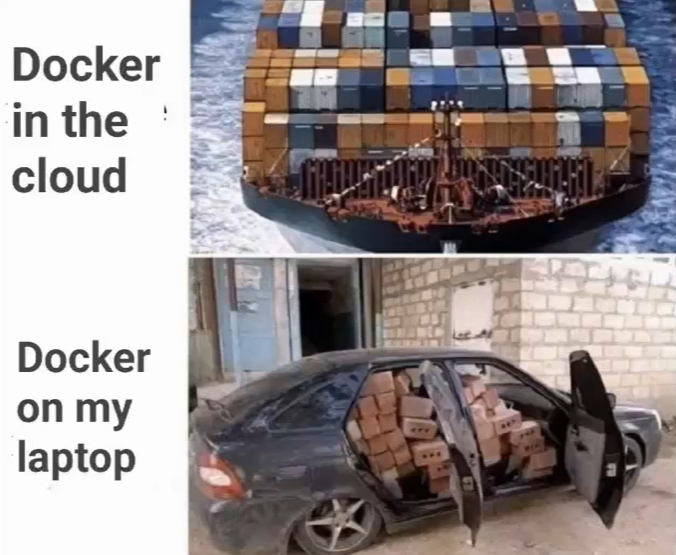 Docker
in the
cloud
Docker
on my
laptop